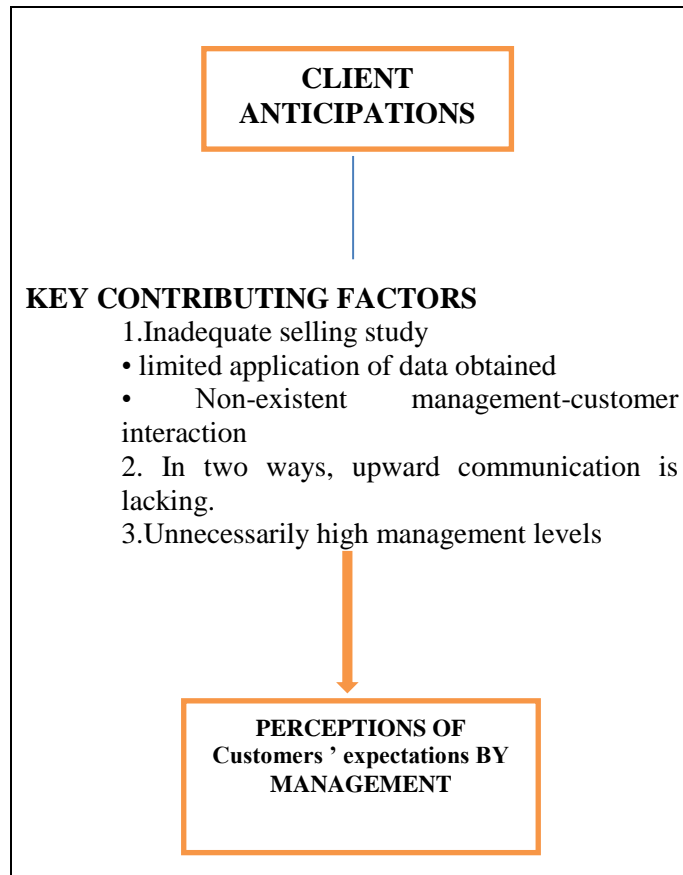 CLIENT
ANTICIPATIONS
KEY CONTRIBUTING FACTORS
1.Inadequate selling study
• limited application of data obtained
• Non-existent management-customer
interaction
2. In two ways, upward communication is
lacking.
3.Unnecessarily high management levels
PERCEPTIONS OF
Customers ’ expectations BY
MANAGEMENT